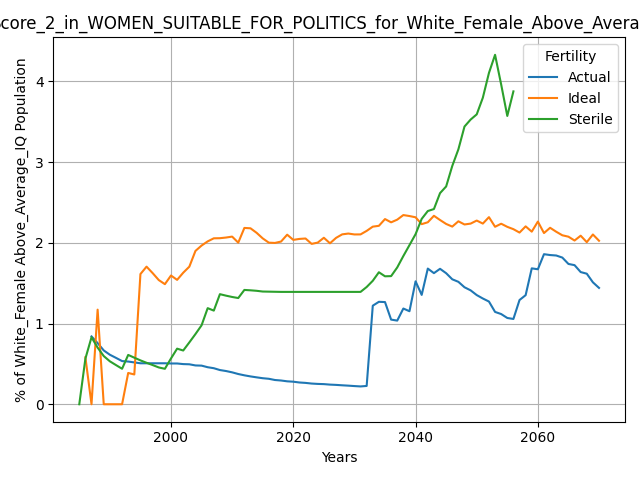 core_2_in_WOMEN_SUITABLE_FOR_POLITICS_for_White_Female_Above_Avera
% of White_Female Above_Average_IQ Population
4
3
2
1
0
Fertility
Actual
Ideal
Sterile
2000
2020
2040
2060
Years